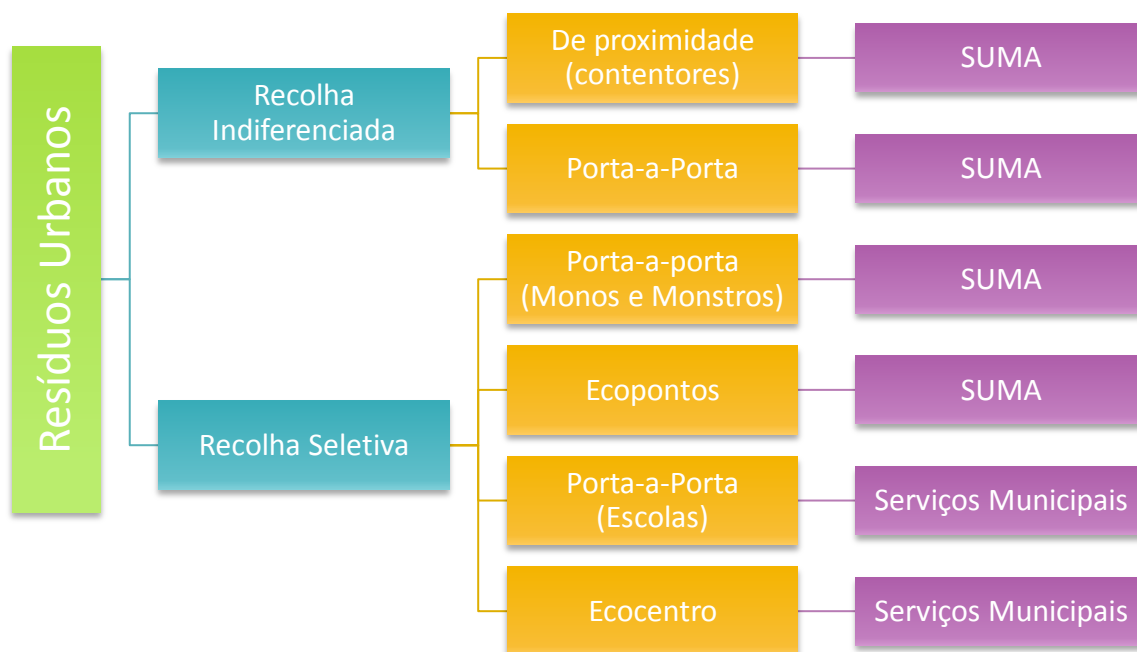 Resíduos Urbanos
Recolha
Indiferenciada
De proximidade
(contentores)
SUMA
Porta-a-Porta
SUMA
Recolha Seletiva
Porta-a-porta
(Monos e Monstros)
SUMA
Ecopontos
SUMA
Porta-a-Porta
(Escolas)
Serviços Municipais
Ecocentro
Serviços Municipais